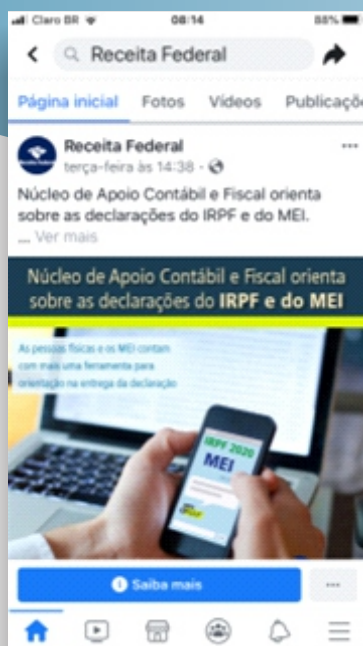 Claro BR 08:14 88%
Receita Federal
Página inicial Fotos Vídeos Publicaçõ
Receita Federal
terça-feira às 14:38 ·
Núcleo de Apoio Contábil e Fiscal orienta
sobre as declarações do IRPF e do MEI.
... Ver mais
Núcleo de Apoio Contábil e Fiscal orienta
sobre as declarações do IRPF e do MEI
As pessoas físicas e os MEI contam
com mais uma ferramenta para
orientação na entrega da declaração
IRPF 2020
MEI
Saiba mais